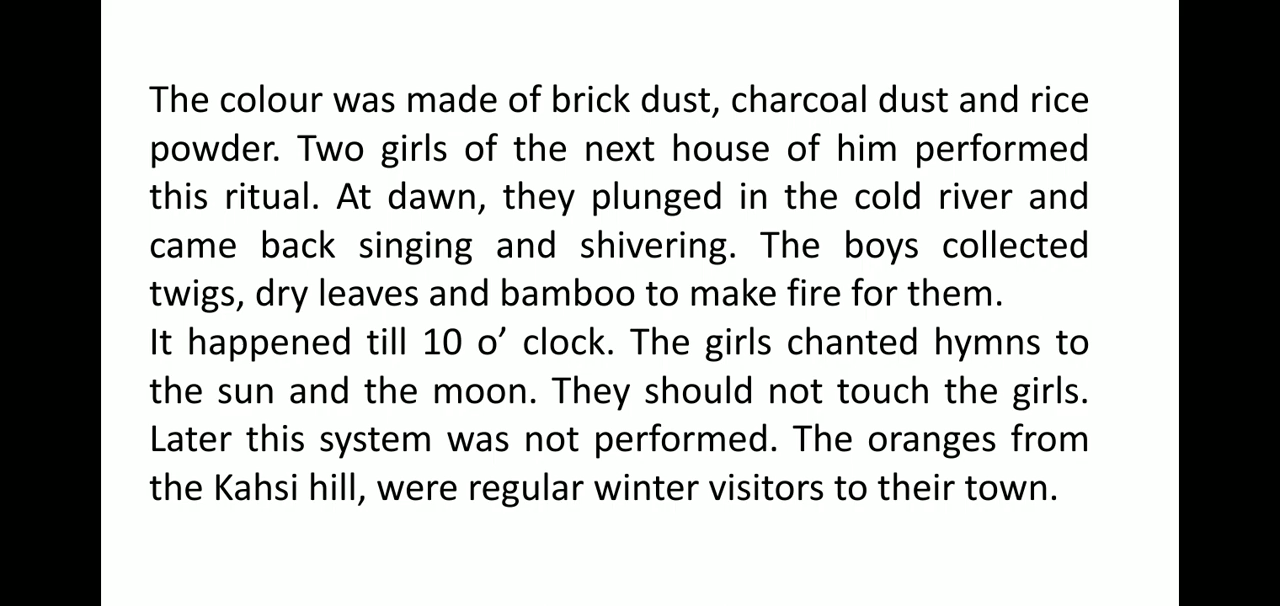 The colour was made of brick dust, charcoal dust and rice
powder. Two girls of the next house of him performed
this ritual. At dawn, they plunged in the cold river and
came back singing and shivering. The boys collected
twigs, dry leaves and bamboo to make fire for them.
It happened till 10 o’ clock. The girls chanted hymns to
the sun and the moon. They should not touch the girls.
Later this system was not performed. The oranges from
the Kahsi hill, were regular winter visitors to their town.